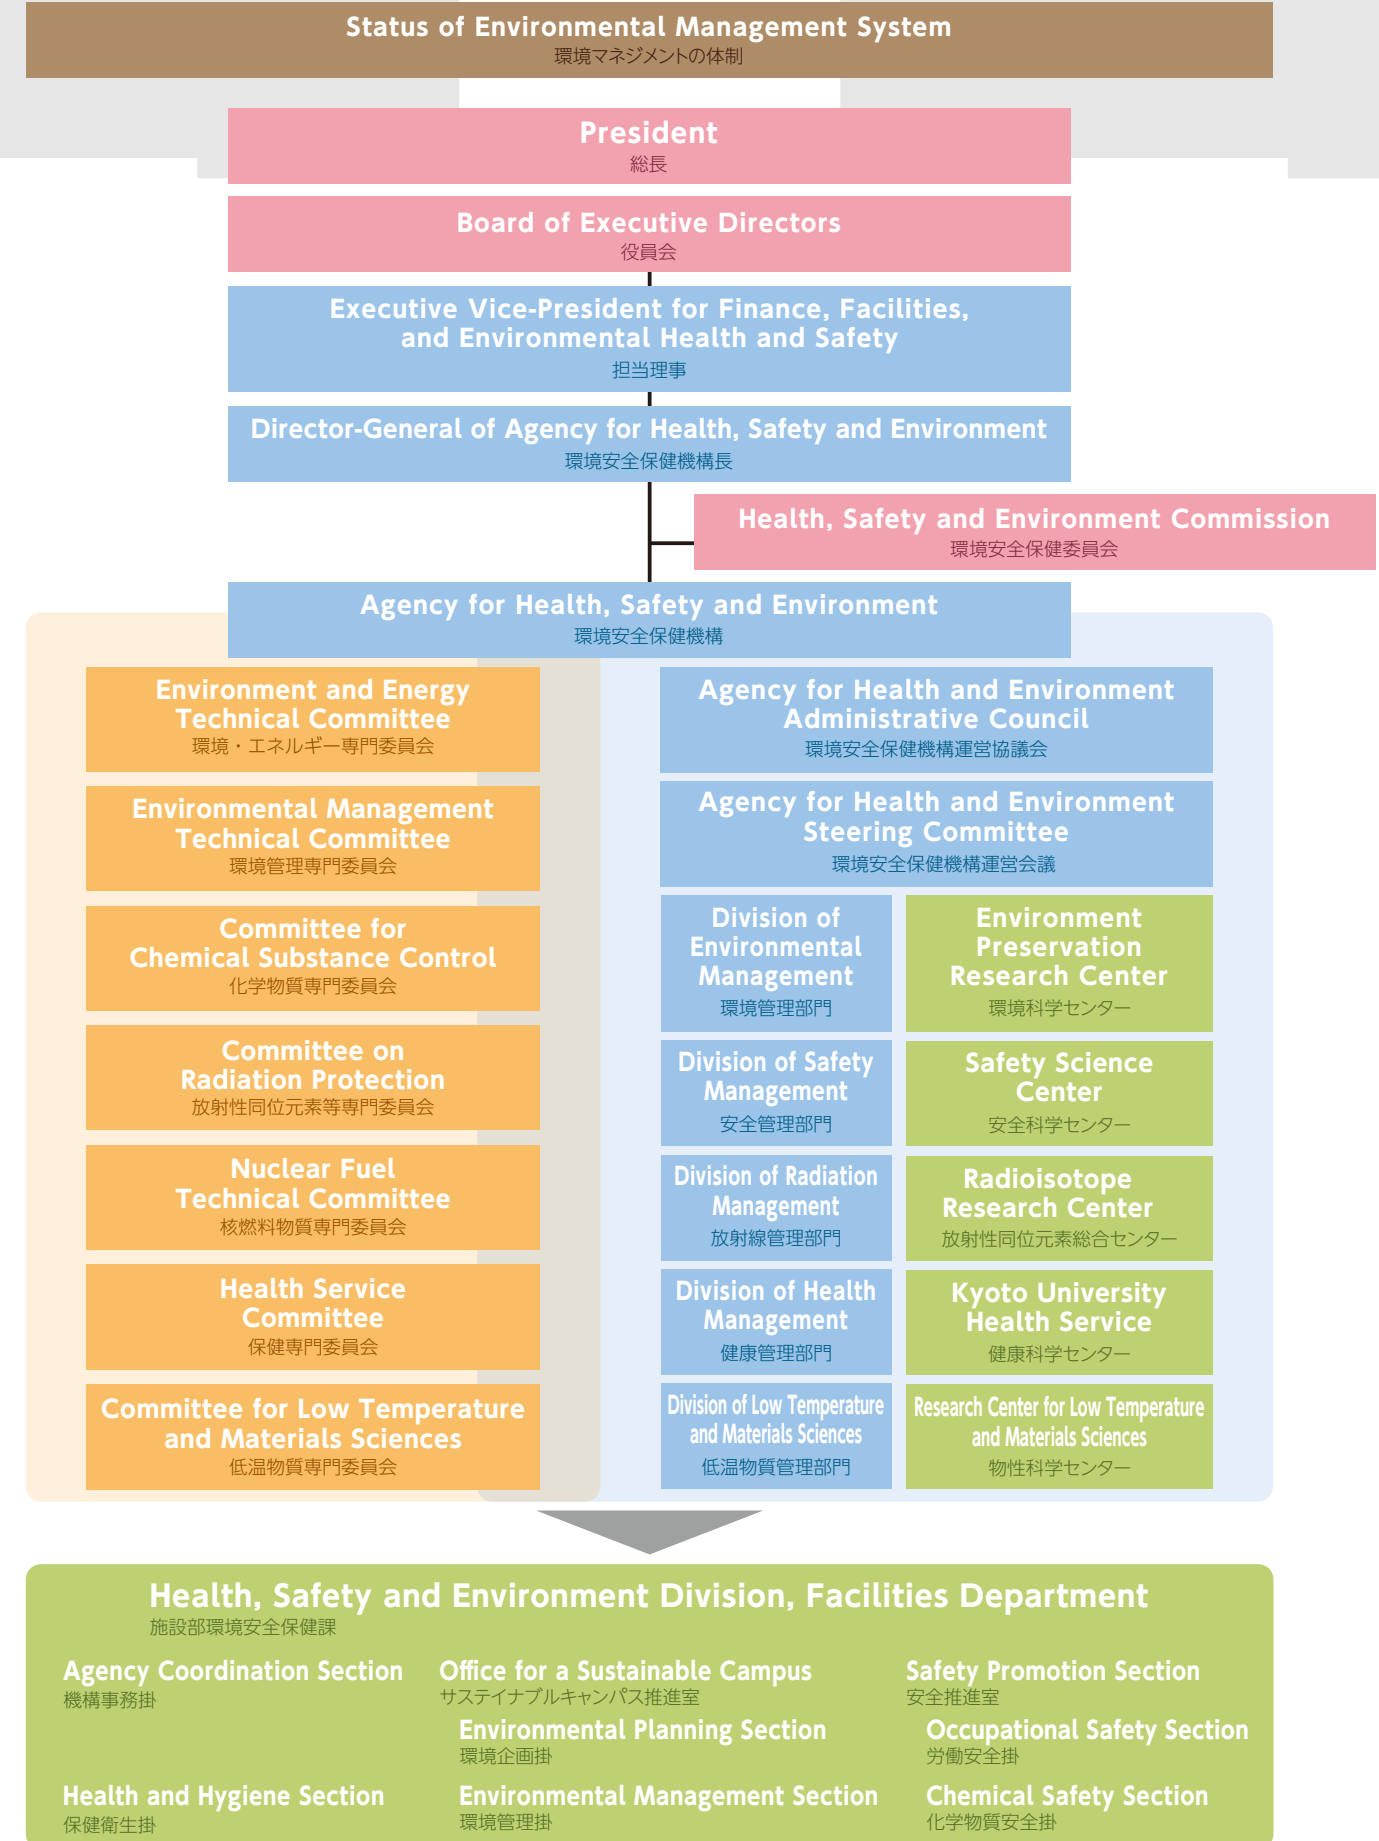 Status of Environmental Management System
環境マネジメントの体制
President
総長
Board of Executive Directors
役員会
Executive Vice-President for Finance, Facilities,
and Environmental Health and Safety
担当理事
Director-General of Agency for Health, Safety and Environment
環境安全保健機構長
Health, Safety and Environment Commission
環境安全保健委員会
Agency for Health, Safety and Environment
環境安全保健機構
Environment and Energy
Technical Committee
環境・エネルギー専門委員会
Environmental Management
Technical Committee
環境管理専門委員会
Committee for
Chemical Substance Control
化学物質専門委員会
Committee on
Radiation Protection
放射性同位元素等専門委員会
Nuclear Fuel
Technical Committee
核燃料物質専門委員会
Health Service
Committee
保健専門委員会
Committee for Low Temperature
and Materials Sciences
低温物質専門委員会
Agency for Health and Environment
Administrative Council
環境安全保健機構運営協議会
Agency for Health and Environment
Steering Committee
環境安全保健機構運営会議
Division of
Environmental
Management
環境管理部門
Environment
Preservation
Research Center
環境科学センター
Division of Safety
Management
安全管理部門
Safety Science
Center
安全科学センター
Division of Radiation
Management
放射線管理部門
Radioisotope
Research Center
放射性同位元素総合センター
Division of Health
Management
健康管理部門
Kyoto University
Health Service
健康科学センター
Division of Low Temperature
and Materials Sciences
低温物質管理部門
Research Center for Low Temperature
and Materials Sciences
物性科学センター
Health, Safety and Environment Division, Facilities Department
施設部環境安全保健課
Agency Coordination Section
機構事務掛
Health and Hygiene Section
保健衛生掛
Office for a Sustainable Campus
サステイナブルキャンパス推進室
Environmental Planning Section
環境企画掛
Environmental Management Section
環境管理掛
Safety Promotion Section
安全推進室
Occupational Safety Section
労働安全掛
Chemical Safety Section
化学物質安全掛